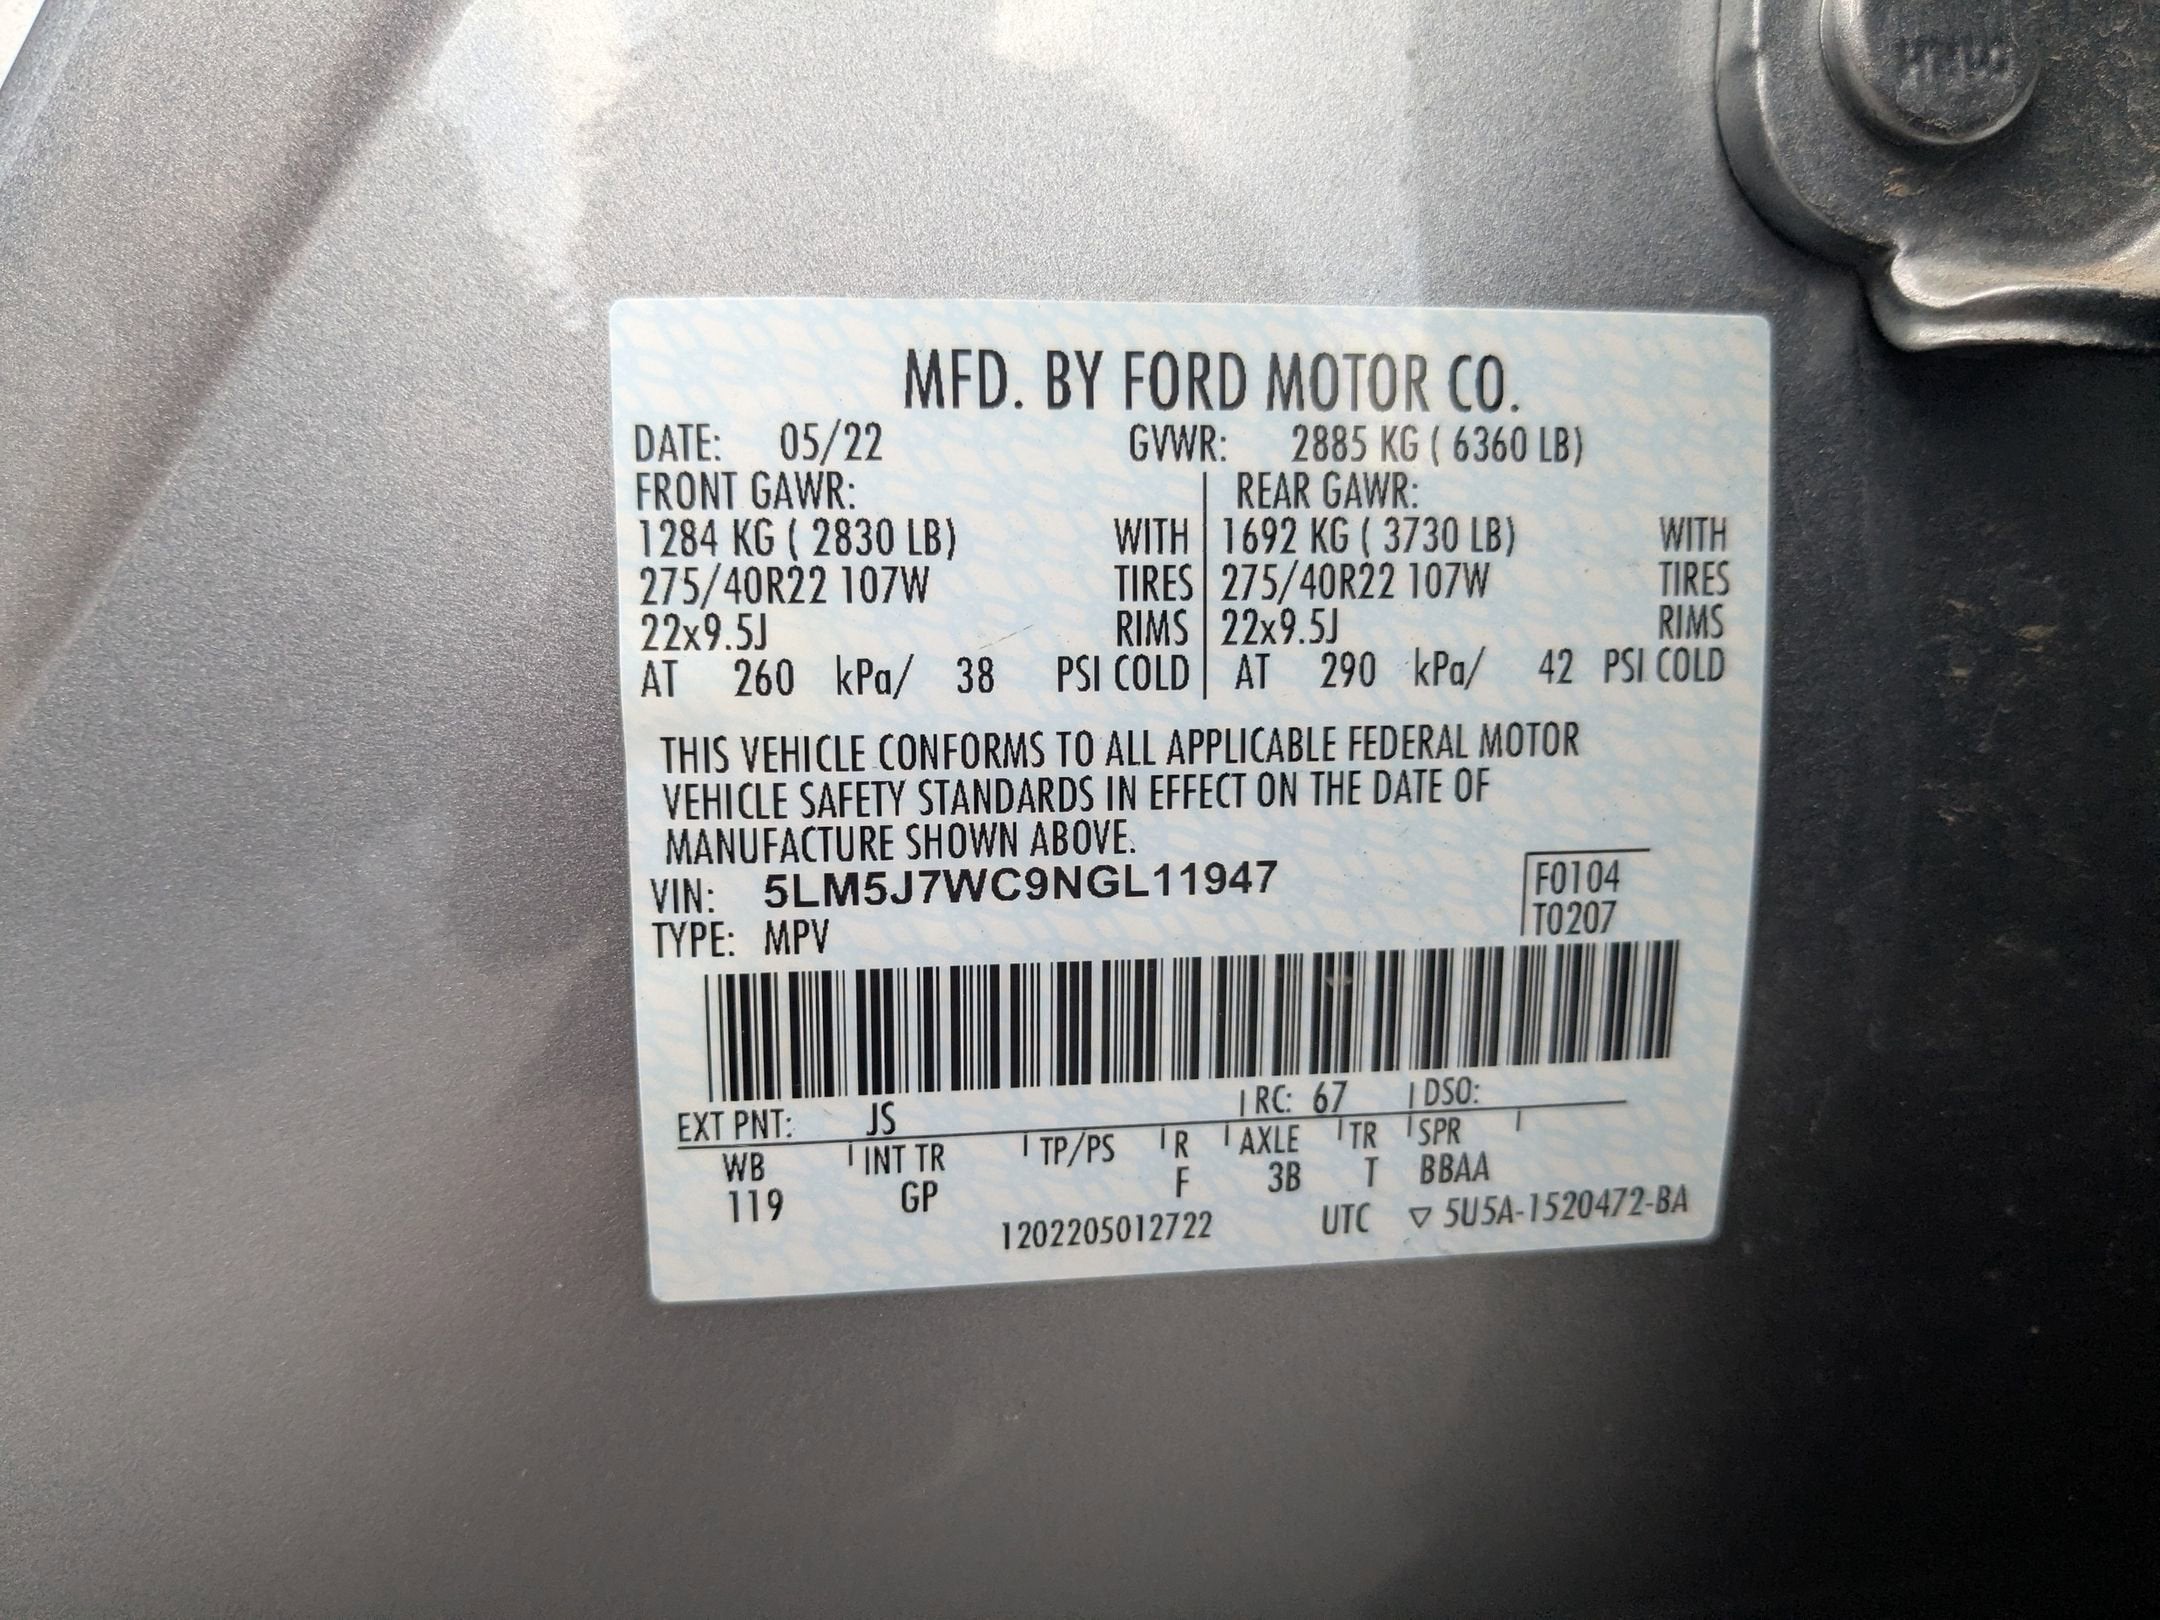 MFD. BY FORD MOTOR CO.
DATE: 05/22 GVWR: 2885 KG ( 6360 LB)
FRONT GAWR: REAR GAWR:
1284 KG ( 2830 LB) WITH 1692 KG ( 3730 LB) WITH
275/40R22 107W TIRES 275/40R22 107W TIRES
22x9.5J RIMS 22x9.5J RIMS
AT 260 kPa/ 38 PSI COLD AT 290 kPa/ 42 PSI COLD
THIS VEHICLE CONFORMS TO ALL APPLICABLE FEDERAL MOTOR
VEHICLE SAFETY STANDARDS IN EFFECT ON THE DATE OF
MANUFACTURE SHOWN ABOVE.
VIN: 5LM5J7WC9NGL11947 F0104
TYPE: MPV T0207
EXT PNT: JS RC: 67 DSO:
WB INT TR TP/PS R AXLE TR SPR
119 GP F 3B T BBAA
1202205012722 UTC ▽ 5U5A-1520472-BA